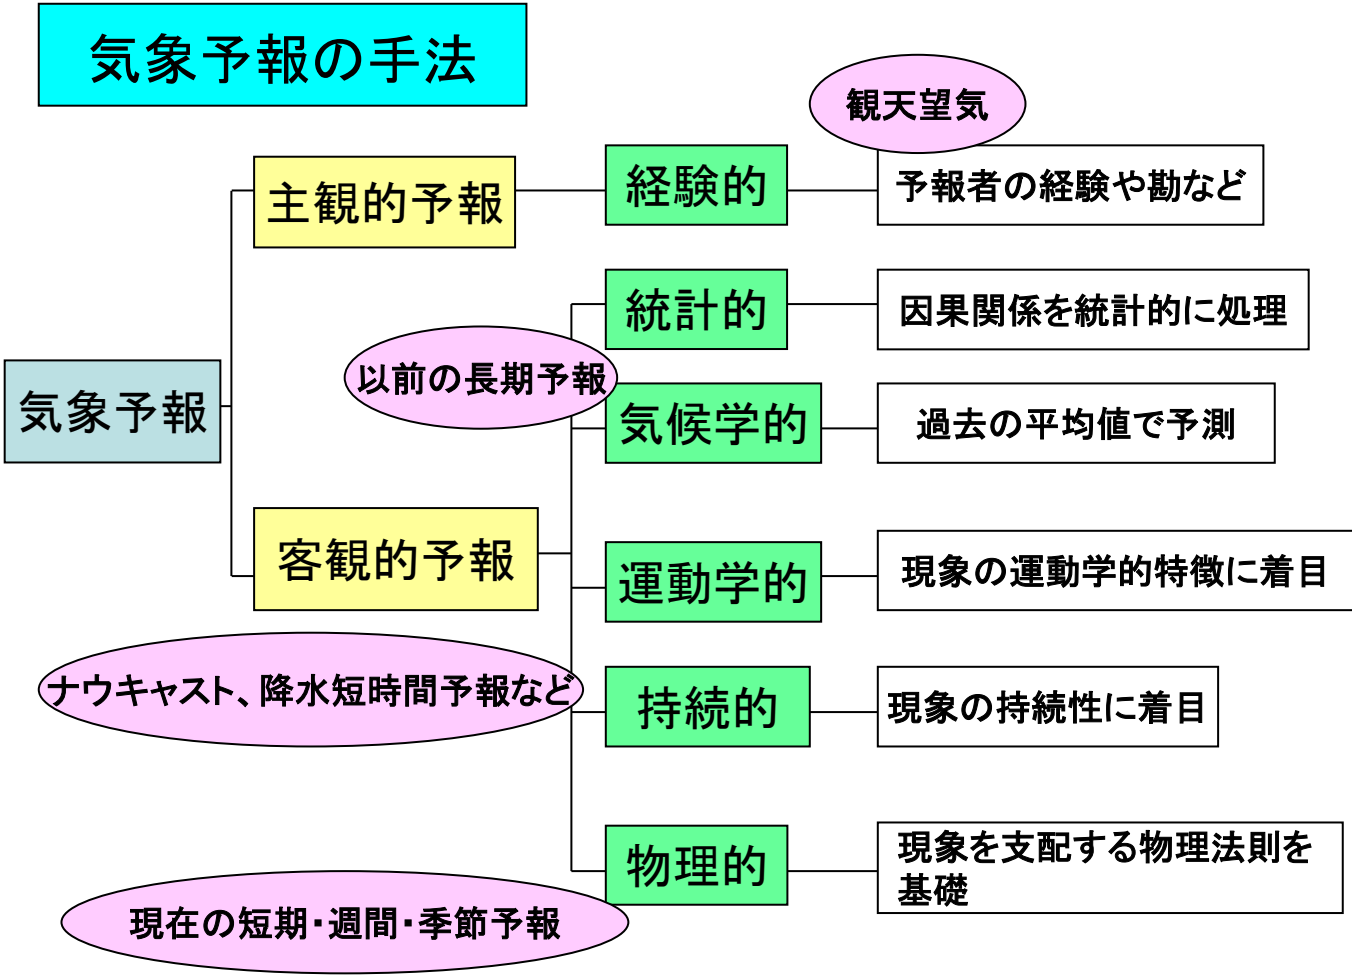 気象予報の手法
観天望気
主観的予報
経験的
予報者の経験や勘など
統計的
因果関係を統計的に処理
以前の長期予報
気象予報
気候学的
過去の平均値で予測
客観的予報
運動学的
現象の運動学的特徴に着目
ナウキャスト、降水短時間予報など
持続的
現象の持続性に着目
物理的
現象を支配する物理法則を
基礎
現在の短期・週間・季節予報